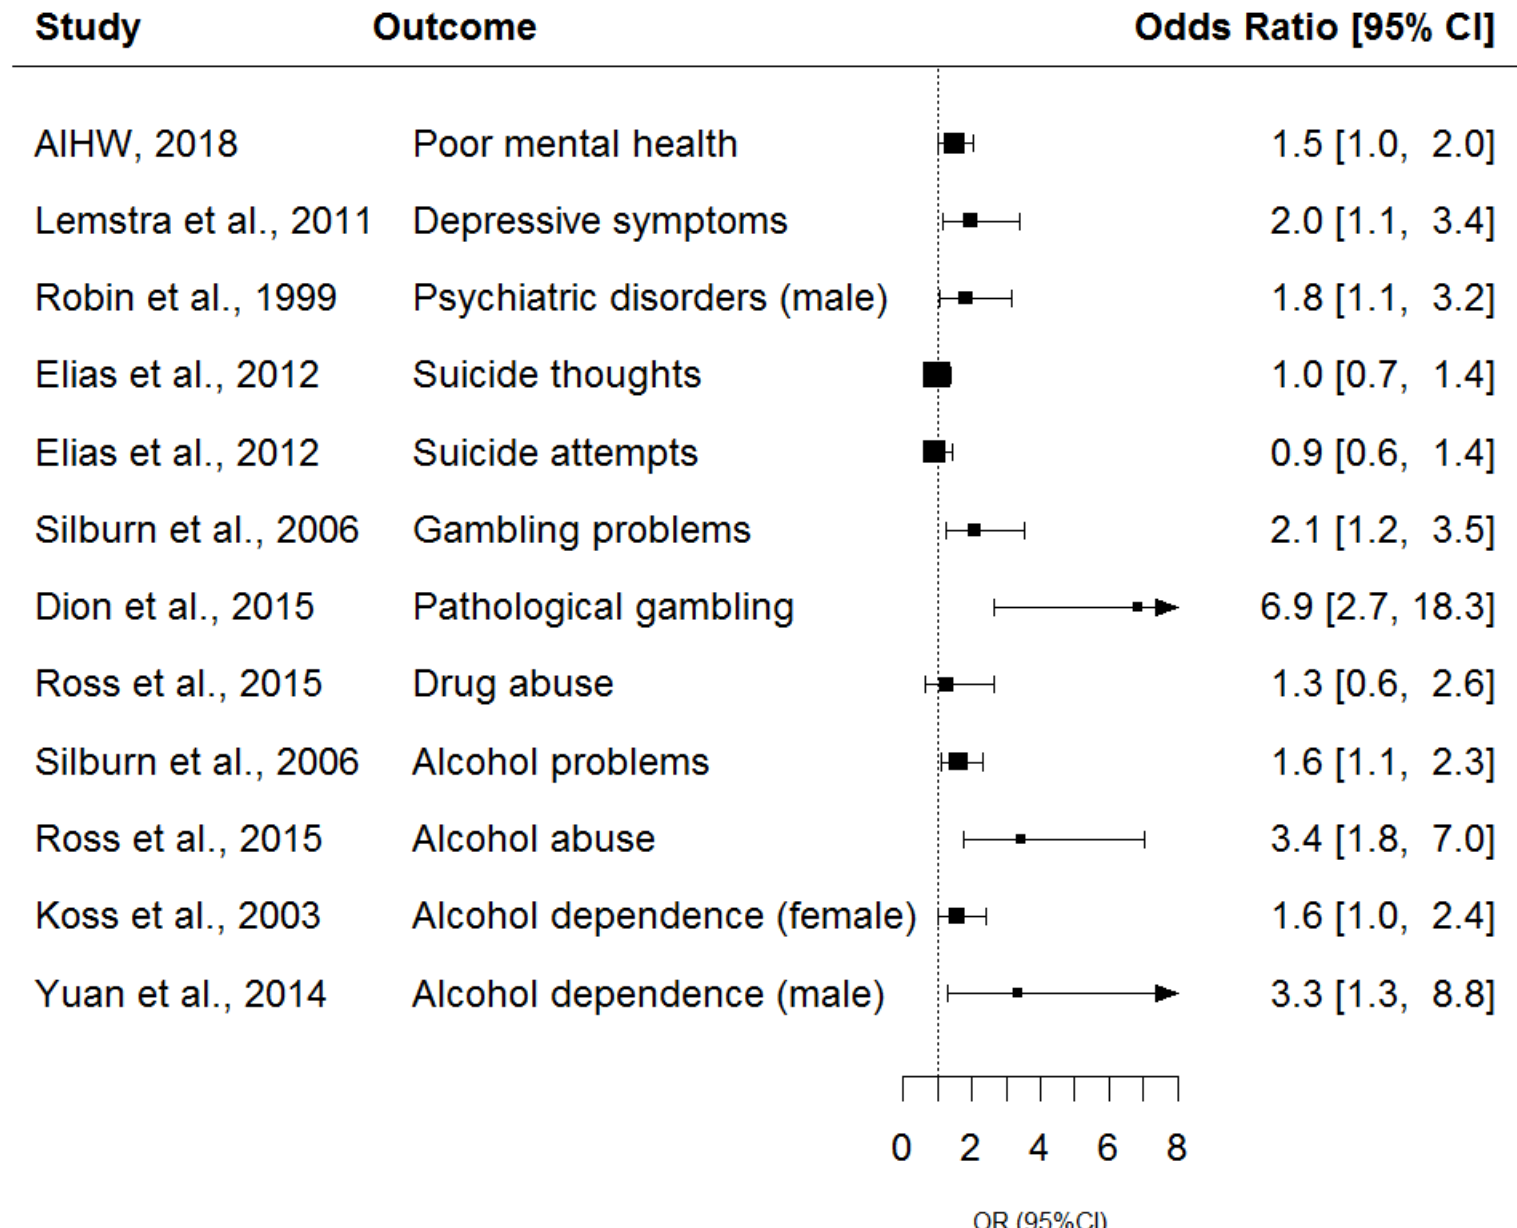 Study Outcome Odds Ratio [95% CI]
AIHW, 2018 Poor mental health 1.5 [1.0, 2.0]
Lemstra et al., 2011 Depressive symptoms 2.0 [1.1, 3.4]
Robin et al., 1999 Psychiatric disorders (male) 1.8 [1.1, 3.2]
Elias et al., 2012 Suicide thoughts 1.0 [0.7, 1.4]
Elias et al., 2012 Suicide attempts 0.9 [0.6, 1.4]
Silburn et al., 2006 Gambling problems 2.1 [1.2, 3.5]
Dion et al., 2015 Pathological gambling 6.9 [2.7, 18.3]
Ross et al., 2015 Drug abuse 1.3 [0.6, 2.6]
Silburn et al., 2006 Alcohol problems 1.6 [1.1, 2.3]
Ross et al., 2015 Alcohol abuse 3.4 [1.8, 7.0]
Koss et al., 2003 Alcohol dependence (female) 1.6 [1.0, 2.4]
Yuan et al., 2014 Alcohol dependence (male) 3.3 [1.3, 8.8]
0 2 4 6 8
OR (95%CI)